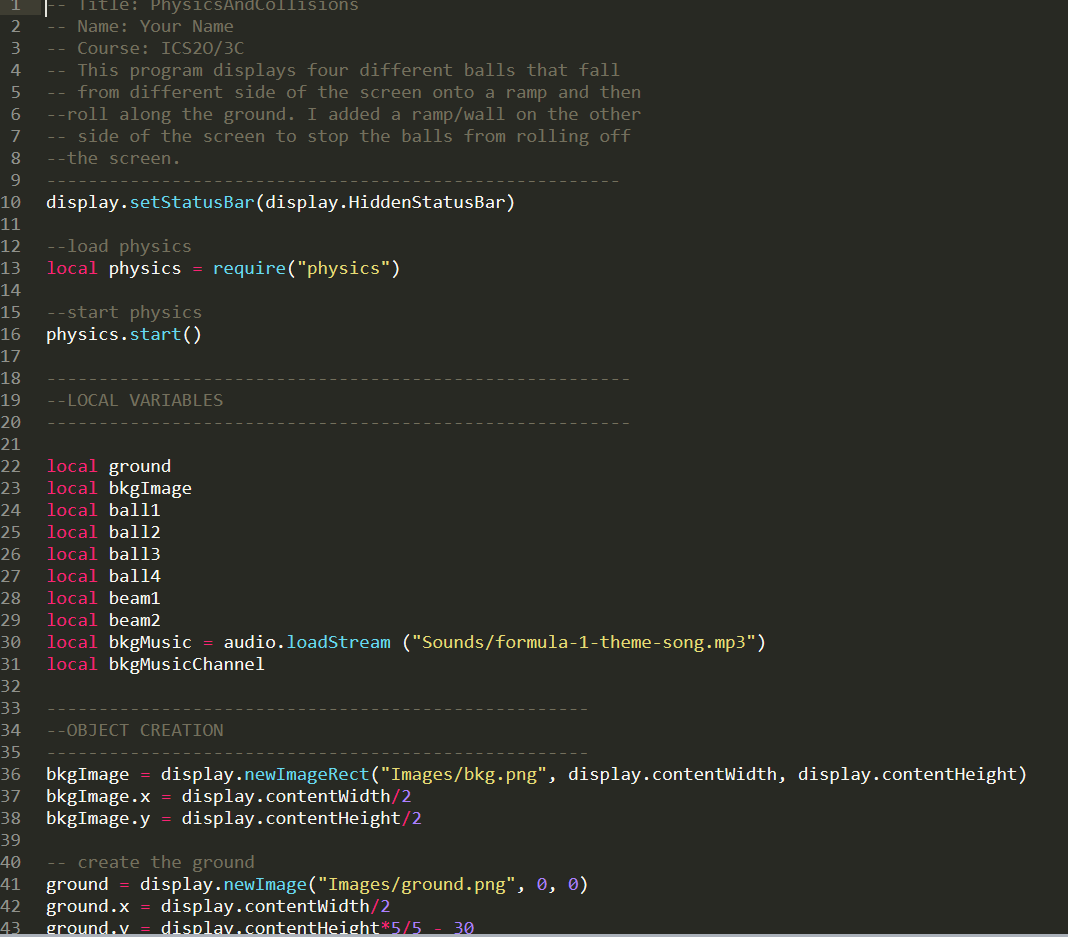 1 -- Title: PhysicsAndCollisions
2 -- Name: Your Name
3 -- Course: ICS2O/3C
4 -- This program displays four different balls that fall
5 -- from different side of the screen onto a ramp and then
6 --roll along the ground. I added a ramp/wall on the other
7 -- side of the screen to stop the balls from rolling off
8 --the screen.
9 -------------------------------------------------------
10 display.setStatusBar(display.HiddenStatusBar)
11
12 --load physics
13 local physics = require("physics")
14
15 --start physics
16 physics.start()
17
18 --------------------------------------------------------
19 --LOCAL VARIABLES
20 --------------------------------------------------------
21
22 local ground
23 local bkgImage
24 local ball1
25 local ball2
26 local ball3
27 local ball4
28 local beam1
29 local beam2
30 local bkgMusic = audio.loadStream ("Sounds/formula-1-theme-song.mp3")
31 local bkgMusicChannel
32
33 ----------------------------------------------------
34 --OBJECT CREATION
35 ----------------------------------------------------
36 bkgImage = display.newImageRect("Images/bkg.png", display.contentWidth, display.contentHeight)
37 bkgImage.x = display.contentWidth/2
38 bkgImage.y = display.contentHeight/2
39
40 -- create the ground
41 ground = display.newImage("Images/ground.png", 0, 0)
42 ground.x = display.contentWidth/2
43 ground.y = display.contentHeight*5/5 - 30